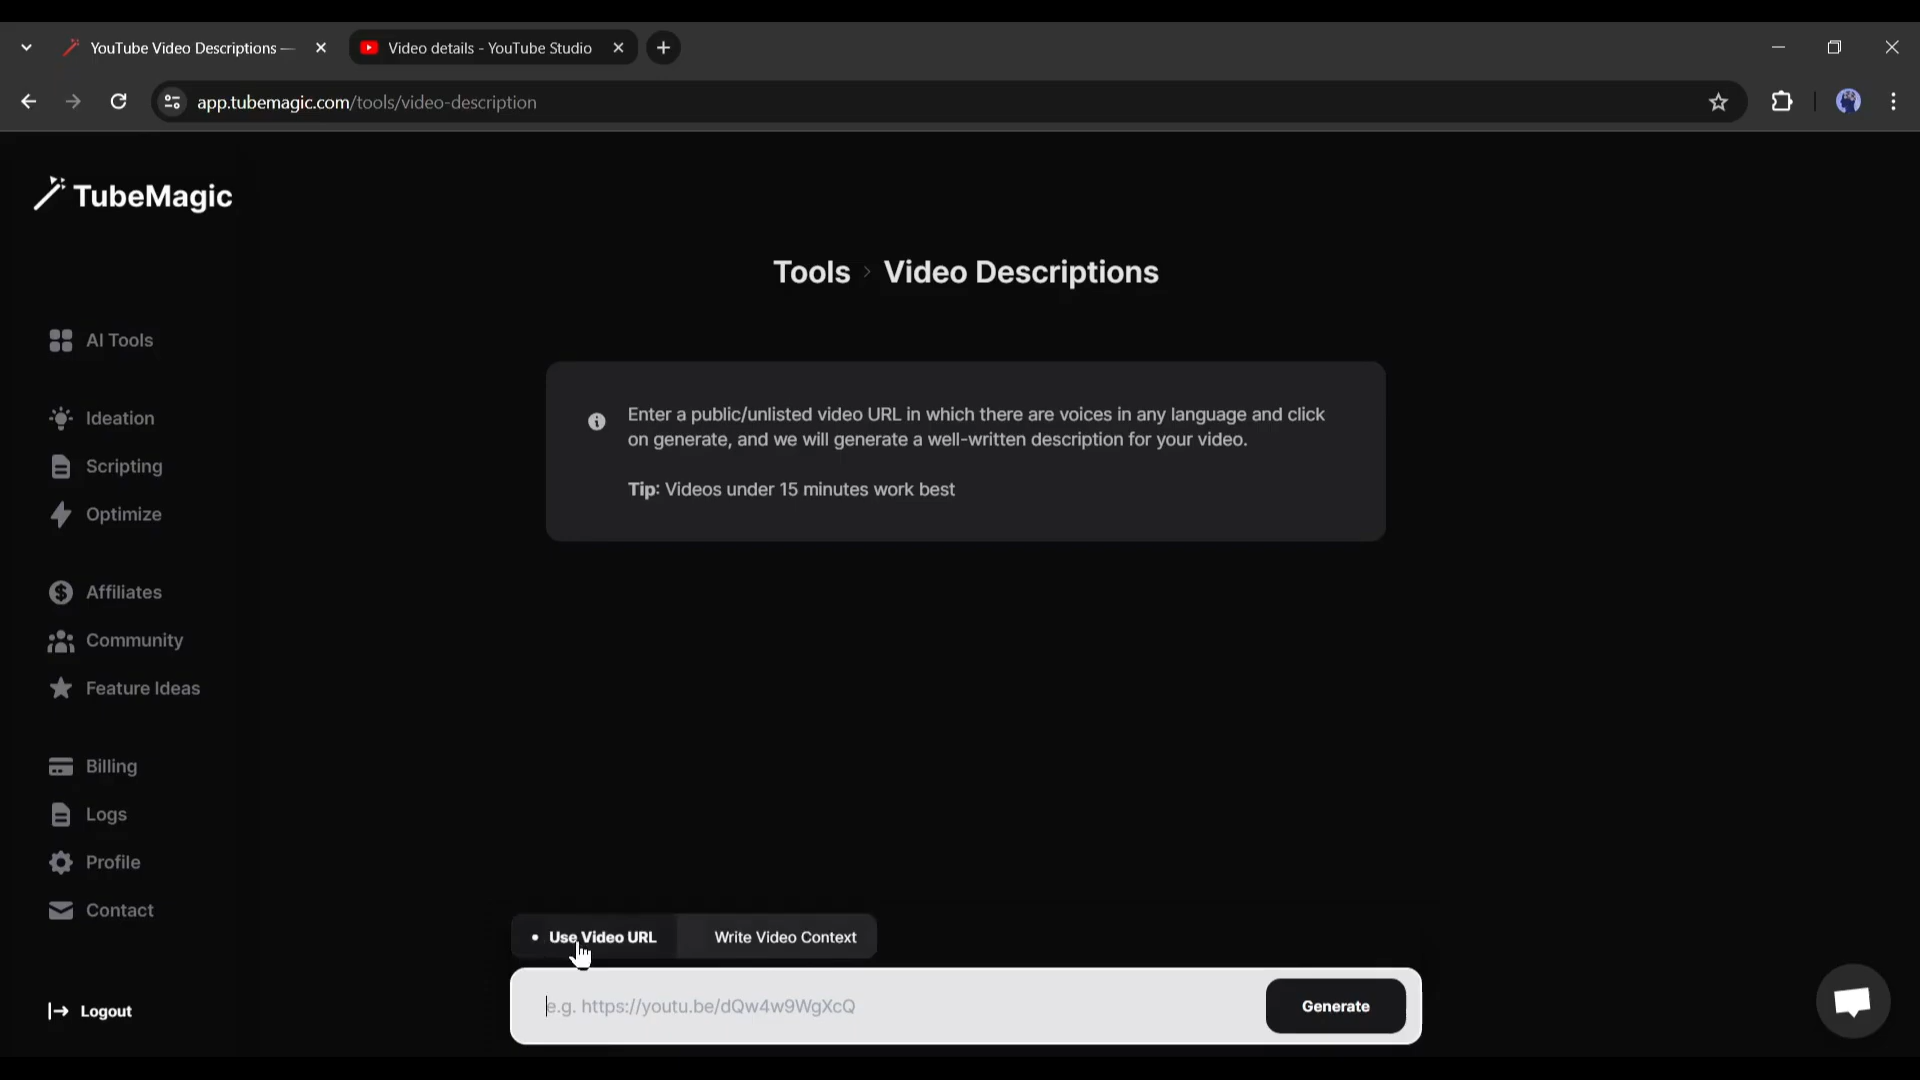 YouTube Video Descriptions —
Video details - YouTube Studio
app.tubemagic.com/tools/video-description
TubeMagic
Tools > Video Descriptions
AI Tools
Ideation
Scripting
Optimize
Affiliates
Community
Feature Ideas
Billing
Logs
Profile
Contact
Logout
Enter a public/unlisted video URL in which there are voices in any language and click
on generate, and we will generate a well-written description for your video.
Tip: Videos under 15 minutes work best
• Use Video URL
Write Video Context
e.g. https://youtu.be/dQw4w9WgXcQ
Generate